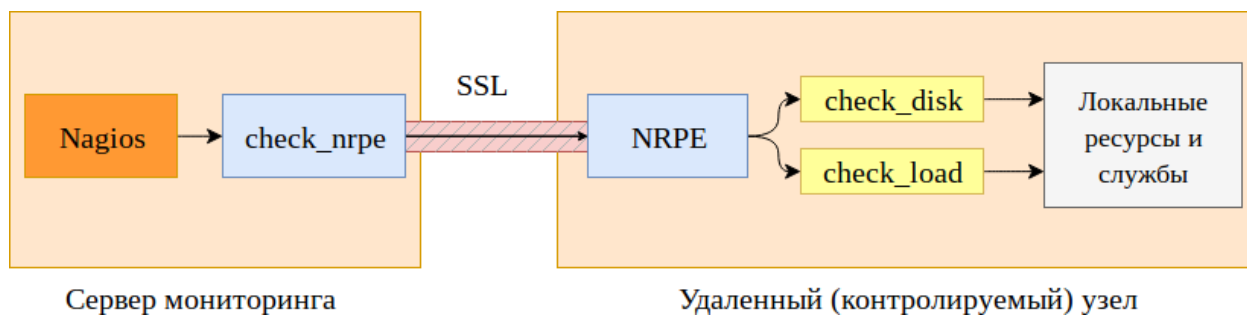 SSL
Nagios
check_nrpe
NRPE
check_disk
check_load
Локальные
ресурсы и
службы
Сервер мониторинга
Удаленный (контролируемый) узел